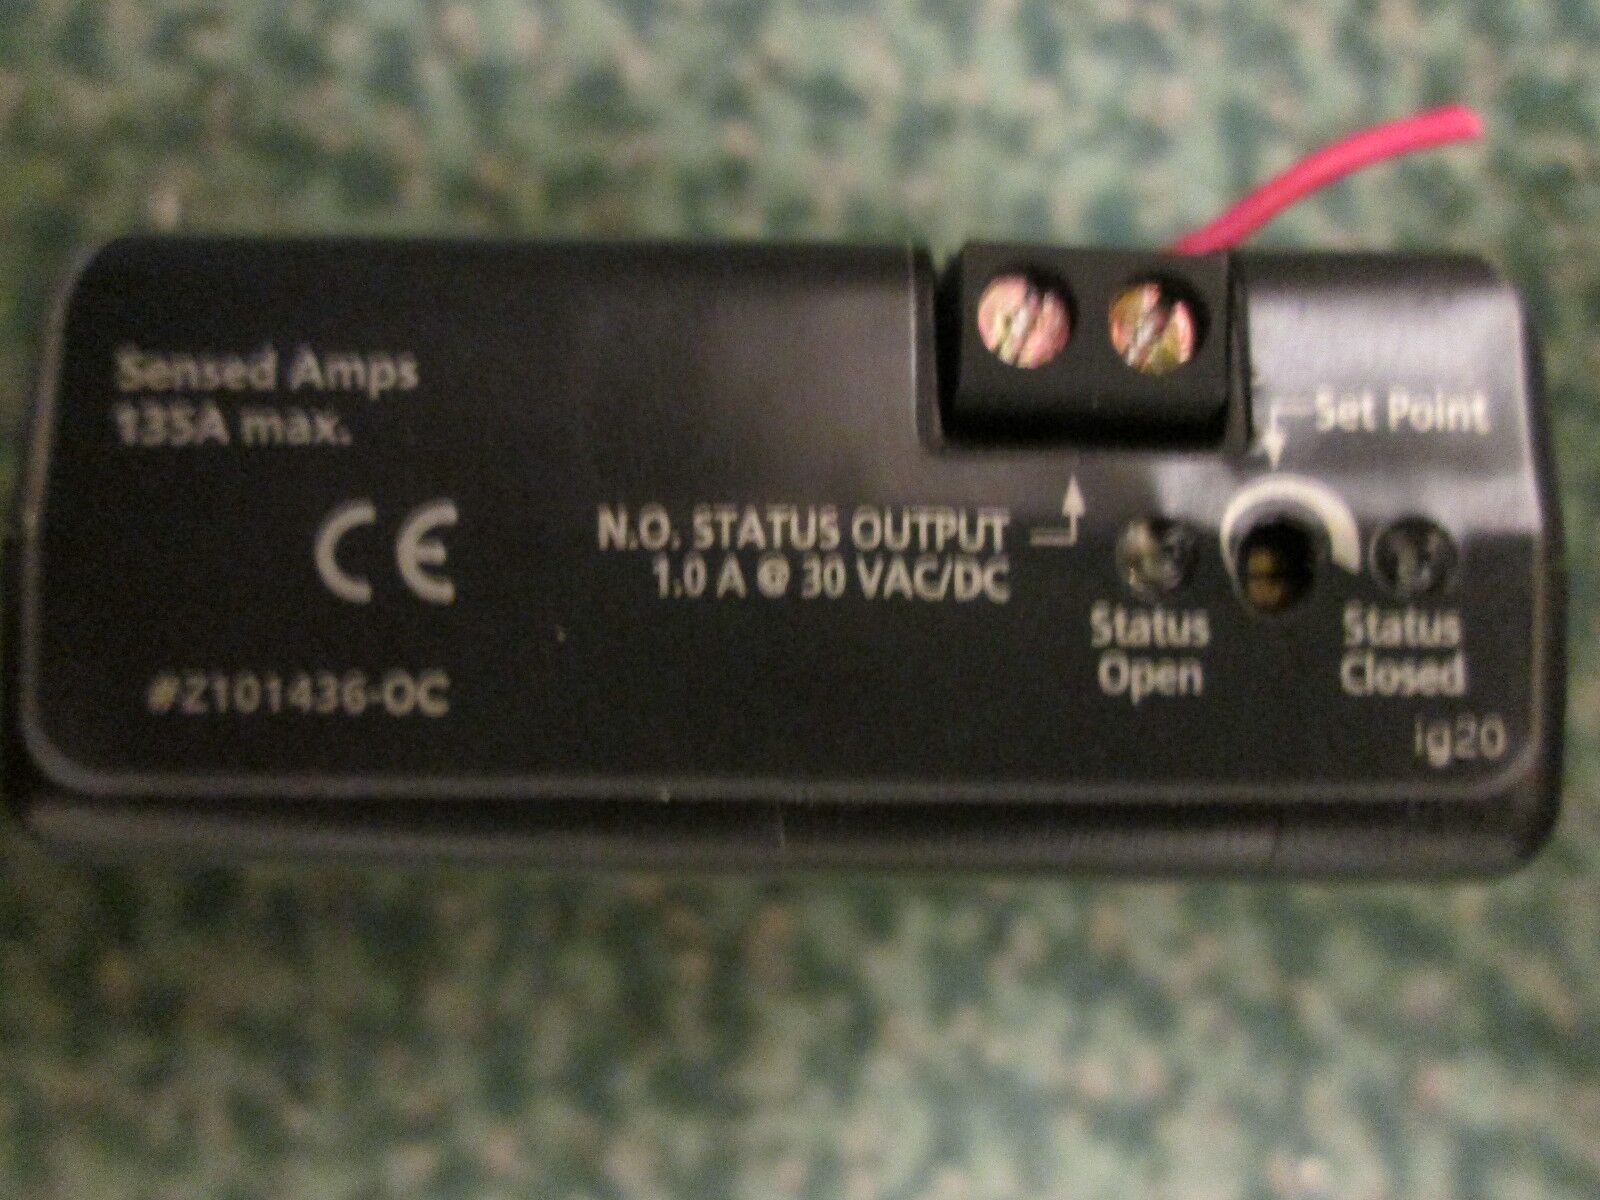 Sensed Amps
135A max.
CE
N.O. STATUS OUTPUT
1.0 A @ 30 VAC/DC
Set Point
Status
Open
Status
Closed
#Z101436-OC
ig20